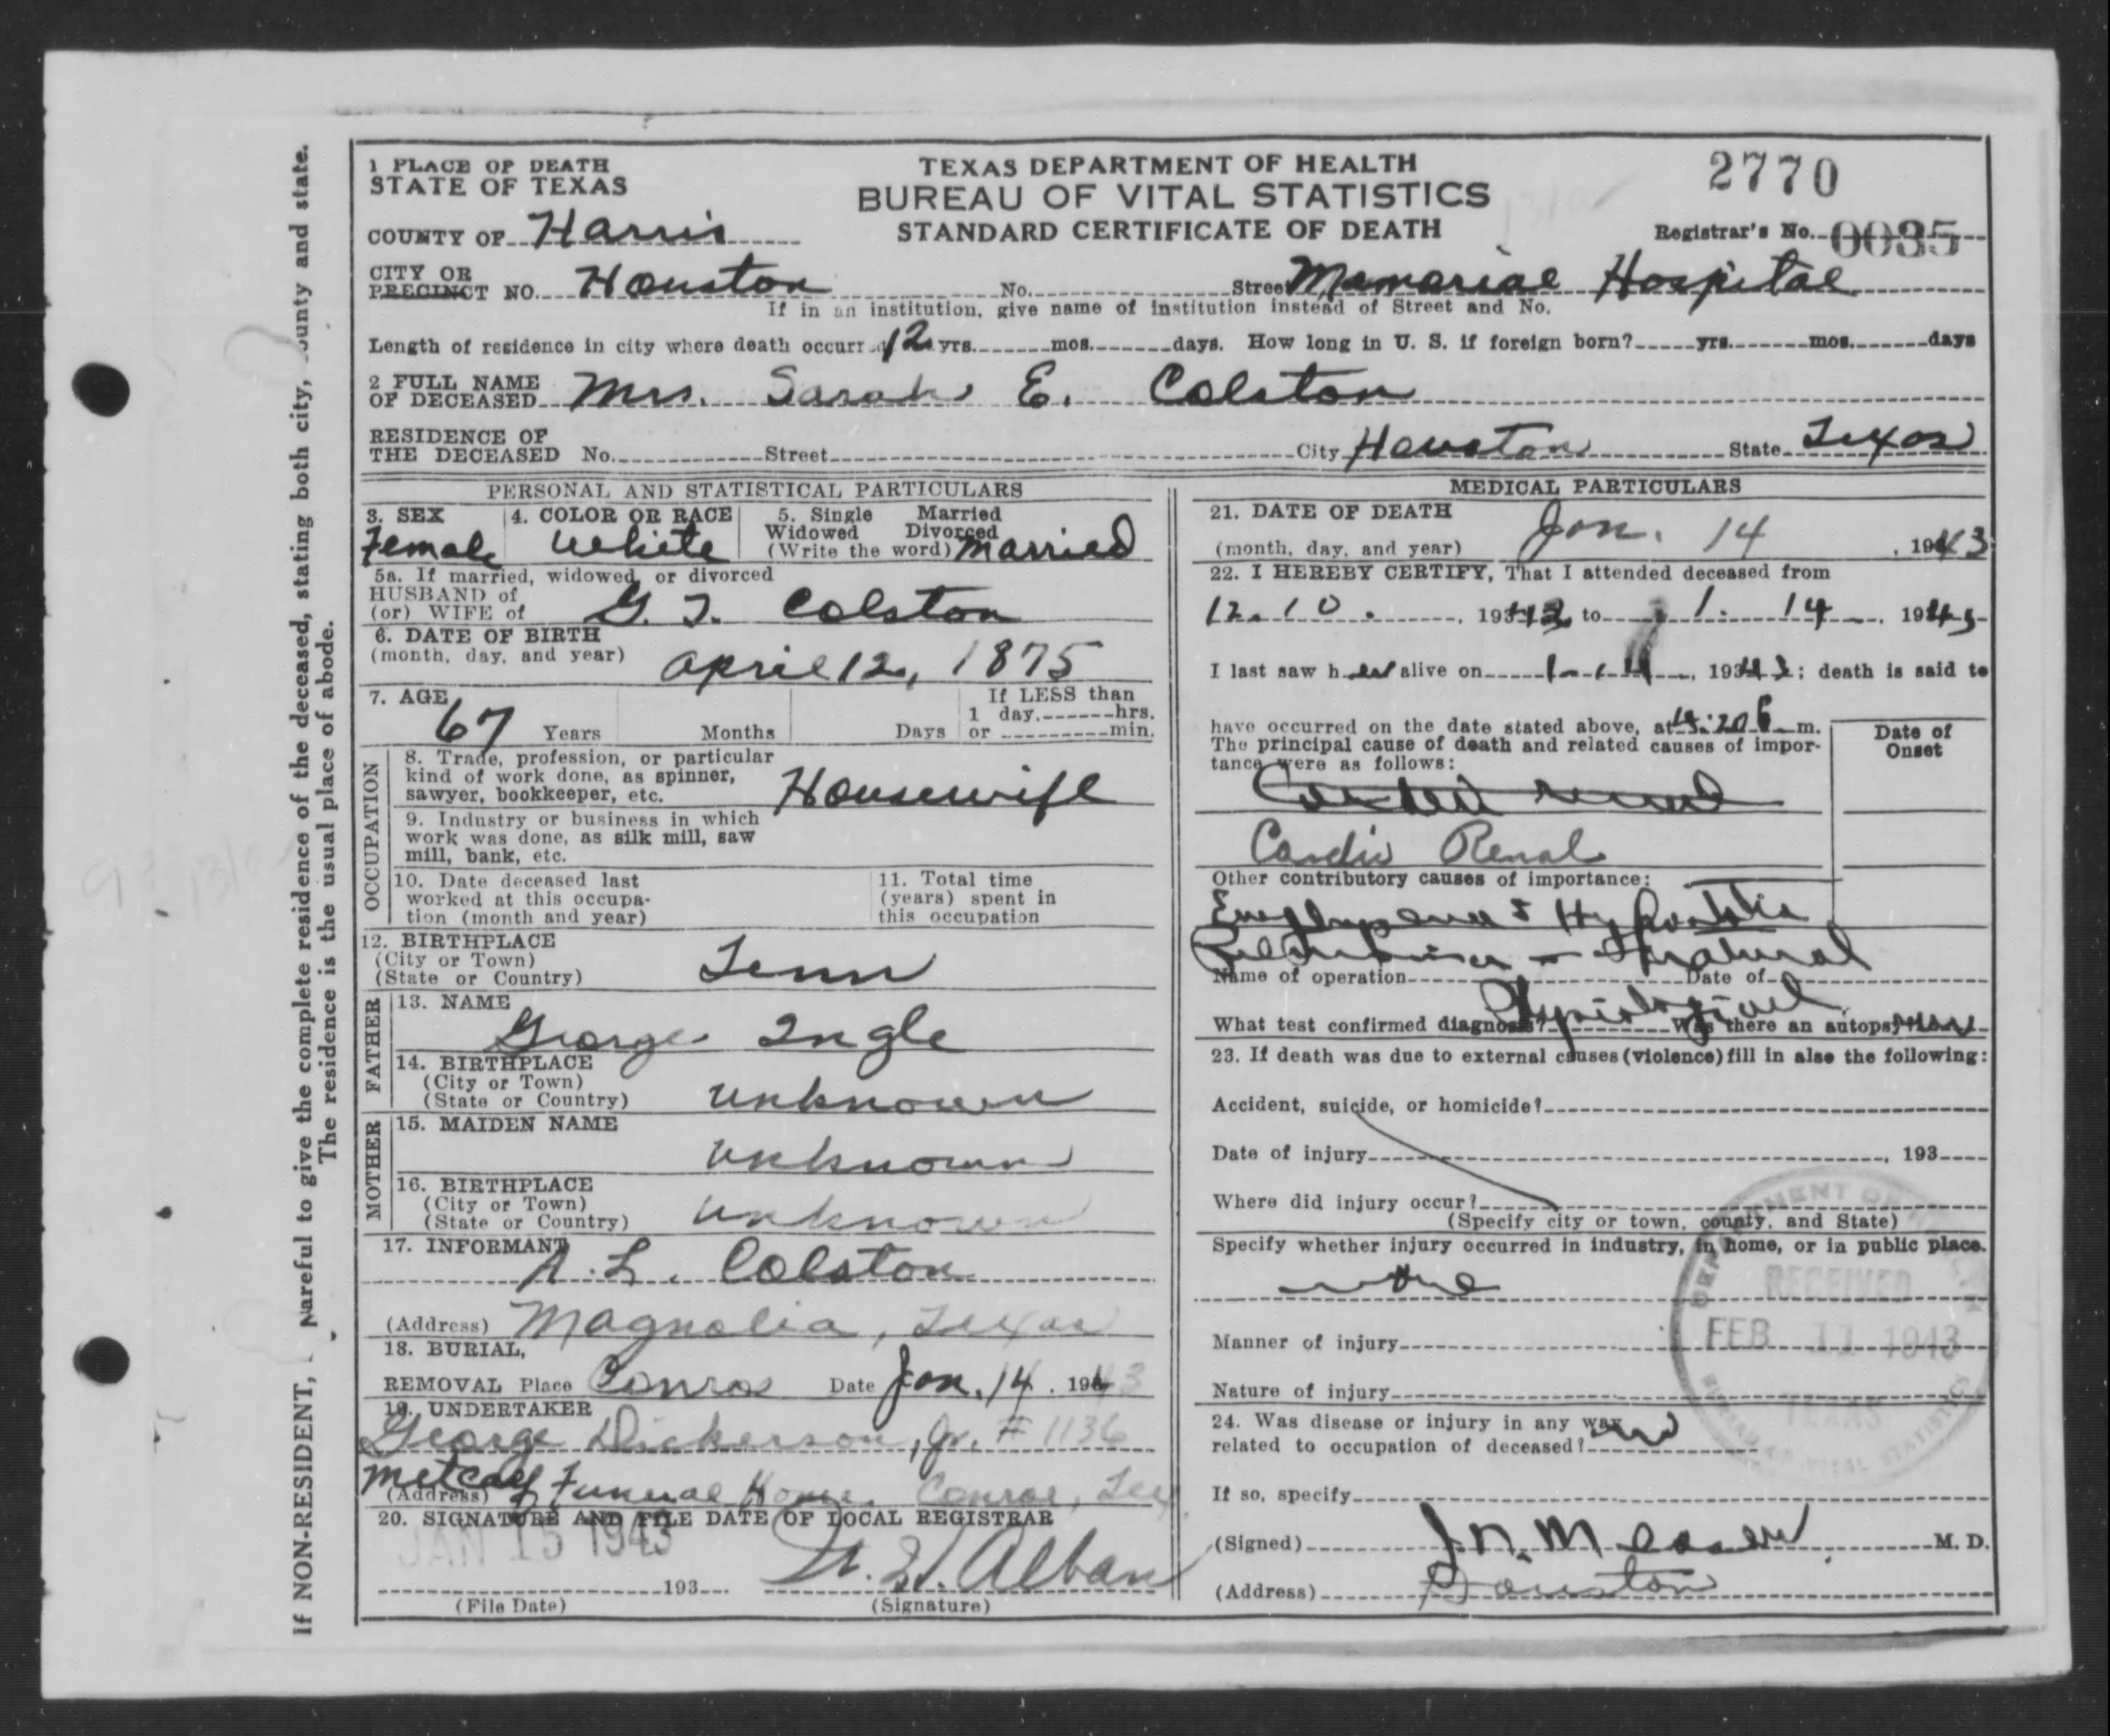 1 PLACE OF DEATH
STATE OF TEXAS
COUNTY OF Harris
TEXAS DEPARTMENT OF HEALTH
BUREAU OF VITAL STATISTICS
STANDARD CERTIFICATE OF DEATH
2770
Registrar's No. 0035
CITY OR
PRECINCT NO. Houston No. Street Memorial Hospital
If in an institution, give name of institution instead of Street and No.
Length of residence in city where death occurred 12 yrs. mos. days. How long in U. S. if foreign born? yrs. mos. days
2 FULL NAME
OF DECEASED Mrs. Sarah E. Colston
RESIDENCE OF
THE DECEASED No. Street City Houston State Texas
PERSONAL AND STATISTICAL PARTICULARS
3. SEX
Female
4. COLOR OR RACE
White
5. Single Married
Widowed Divorced
(Write the word) Married
5a. If married, widowed, or divorced
HUSBAND of
(or) WIFE of G. T. Colston
6. DATE OF BIRTH
(month, day, and year) April 12, 1875
7. AGE
67 Years Months Days
If LESS than
1 day, hrs.
or min.
OCCUPATION
8. Trade, profession, or particular
kind of work done, as spinner,
sawyer, bookkeeper, etc. Housewife
9. Industry or business in which
work was done, as silk mill, saw
mill, bank, etc.
10. Date deceased last
worked at this occupa-
tion (month and year)
11. Total time
(years) spent in
this occupation
12. BIRTHPLACE
(City or Town)
(State or Country) Tenn
FATHER
13. NAME
George Ingle
14. BIRTHPLACE
(City or Town)
(State or Country) unknown
MOTHER
15. MAIDEN NAME
unknown
16. BIRTHPLACE
(City or Town)
(State or Country) unknown
17. INFORMANT
A. L. Colston
(Address) Magnolia, Texas
18. BURIAL,
REMOVAL Place Conroe Date Jan. 14, 1943
19. UNDERTAKER
George Dickerson, Jr. # 1136
Metcalf Funeral Home. Conroe, Tex
(Address)
20. SIGNATURE AND FILE DATE OF LOCAL REGISTRAR
JAN 15 1943
193 Alban
(File Date) (Signature)
MEDICAL PARTICULARS
21. DATE OF DEATH
(month, day, and year) Jan. 14, 1943
22. I HEREBY CERTIFY, That I attended deceased from
12. 10. , 1942 to 1. 14 , 1943
I last saw her alive on 1-14, 1943; death is said to
have occurred on the date stated above, at m.
The principal cause of death and related causes of impor-
tance were as follows:
Date of
Onset
Cardio Renal
Other contributory causes of importance:
Name of operation Date of
What test confirmed diagnosis? Was there an autopsy
23. If death was due to external causes (violence) fill in also the following:
Accident, suicide, or homicide?
Date of injury , 193
Where did injury occur?
(Specify city or town, county, and State)
Specify whether injury occurred in industry, in home, or in public place.
Manner of injury
Nature of injury
24. Was disease or injury in any way
related to occupation of deceased? no
If so, specify
(Signed) M. D.
(Address) Houston
DEPARTMENT OF HEALTH
RECEIVED
FEB 11 1943
TEXAS
BUREAU OF VITAL STATISTICS
If NON-RESIDENT, careful to give the complete residence of the deceased, stating both city, county and state.
The residence is the usual place of abode.